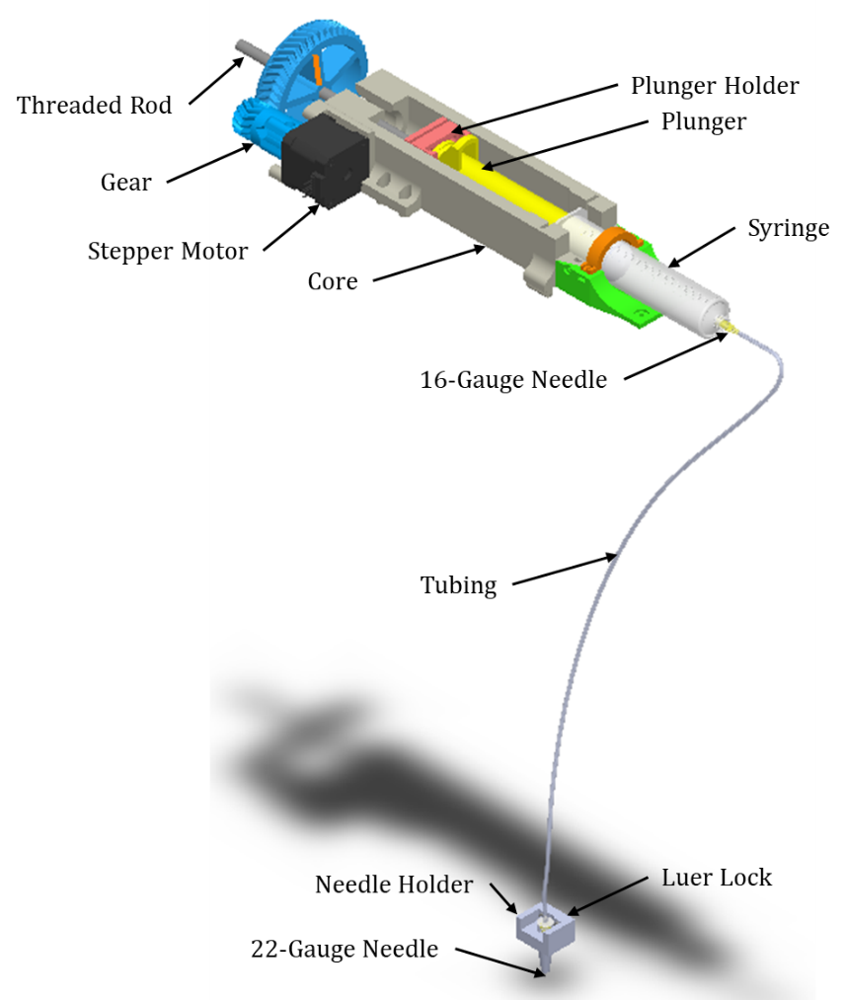 Plunger Holder
Threaded Rod
Plunger
Gear
Syringe
Stepper Motor
Core
16-Gauge Needle
Tubing
Needle Holder
Luer Lock
22-Gauge Needle